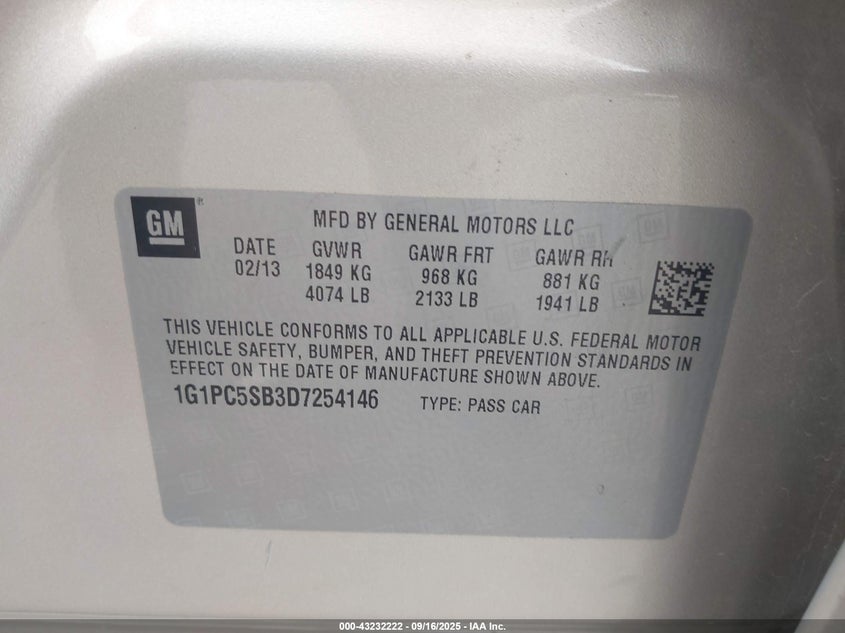 GM ®
MFD BY GENERAL MOTORS LLC
DATE GVWR GAWR FRT GAWR RR
02/13 1849 KG 968 KG 881 KG
4074 LB 2133 LB 1941 LB
THIS VEHICLE CONFORMS TO ALL APPLICABLE U.S. FEDERAL MOTOR
VEHICLE SAFETY, BUMPER, AND THEFT PREVENTION STANDARDS IN
EFFECT ON THE DATE OF MANUFACTURE SHOWN ABOVE.
1G1PC5SB3D7254146 TYPE: PASS CAR
000-43232222 - 09/16/2025 - IAA Inc.